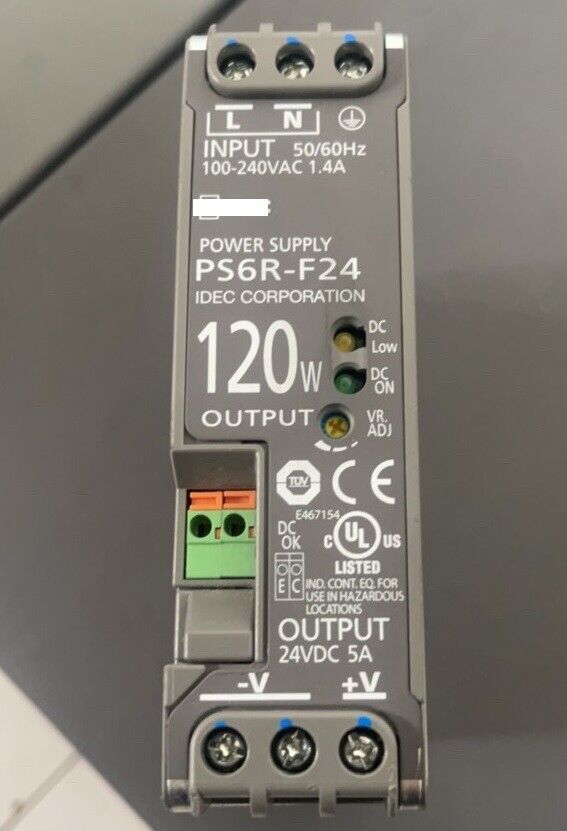 L N
INPUT 50/60Hz
100-240VAC 1.4A
POWER SUPPLY
PS6R-F24
IDEC CORPORATION
120W
DC
Low
DC
ON
OUTPUT
VR.
ADJ
TÜV
CE
E467154
DC
OK
C UL US
LISTED
E C
IND. CONT. EQ. FOR
USE IN HAZARDOUS
LOCATIONS
OUTPUT
24VDC 5A
-V +V